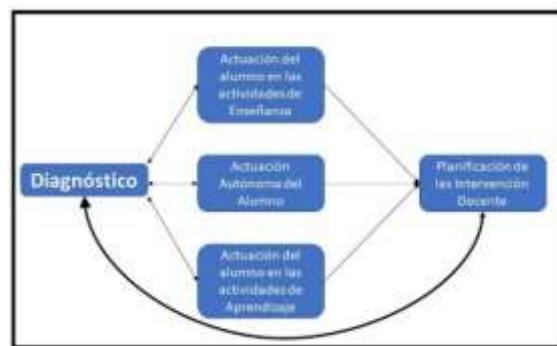 Actuación del
alumno en las
actividades de
Enseñanza
Diagnóstico
Actuación
Autónoma del
Alumno
Planificación de
las Intervención
Docente
Actuación del
alumno en las
actividades de
Aprendizaje